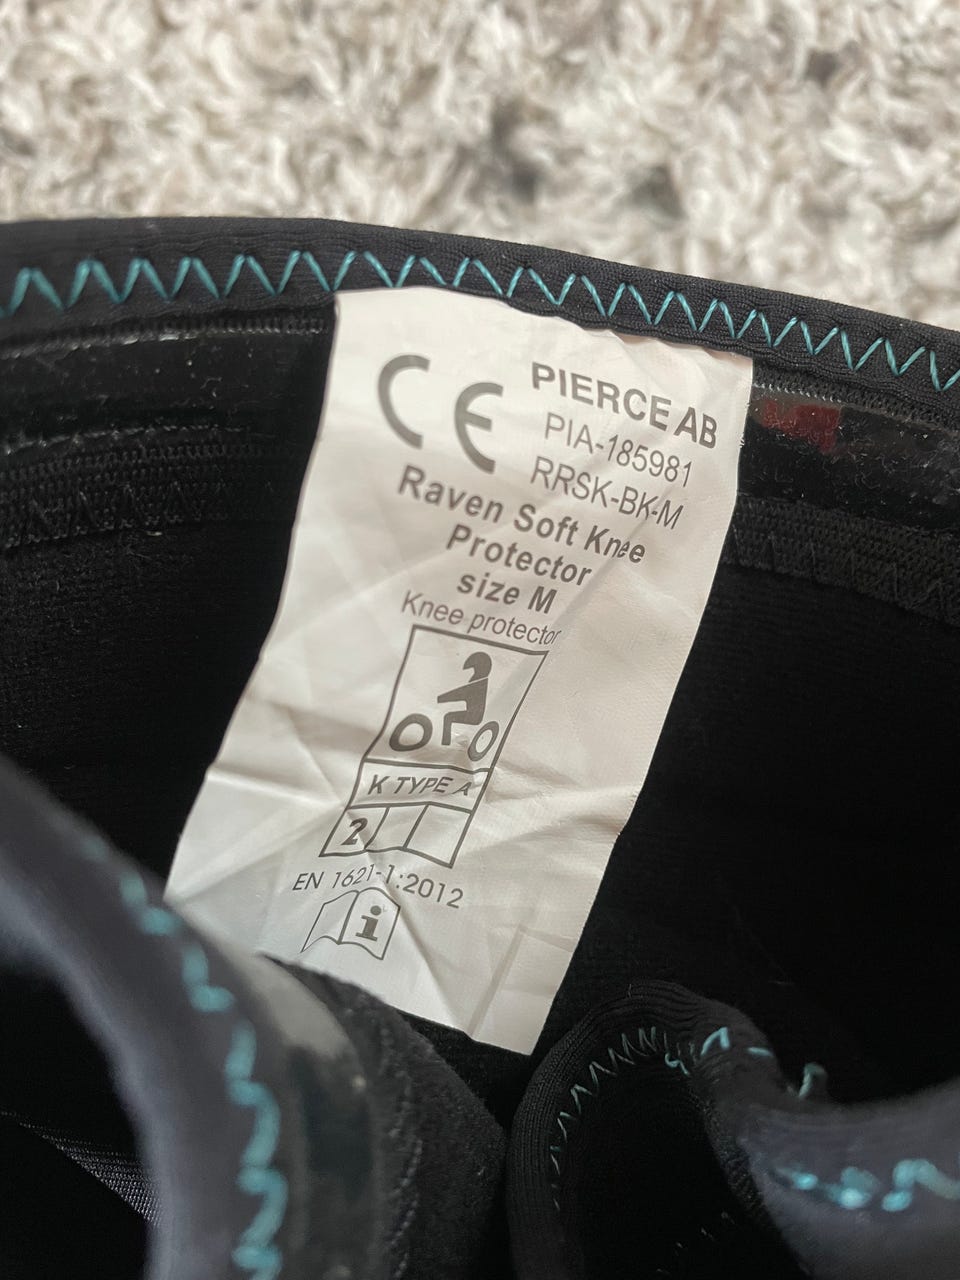 CE
PIERCE AB
PIA-185981
RRSK-BK-M
Raven Soft Knee
Protector
size M
Knee protector
K TYPE A
2
EN 1621-1:2012
i